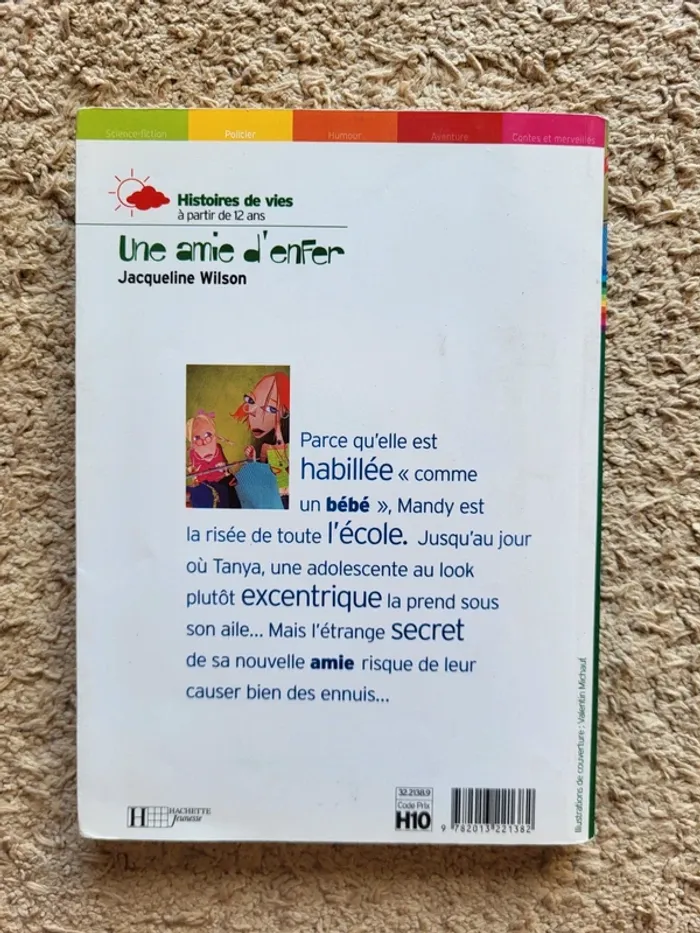 Science-fiction Policier Humour Aventure Contes et merveilles
Histoires de vies
à partir de 12 ans
Une amie d'enfer
Jacqueline Wilson
Parce qu'elle est
habillée « comme
un bébé », Mandy est
la risée de toute l'école. Jusqu'au jour
où Tanya, une adolescente au look
plutôt excentrique la prend sous
son aile... Mais l'étrange secret
de sa nouvelle amie risque de leur
causer bien des ennuis...
Illustrations de couverture : Valentin Michaut
H HACHETTE
Jeunesse
32.2138.9
Code Prix
H10
9 782013 221382